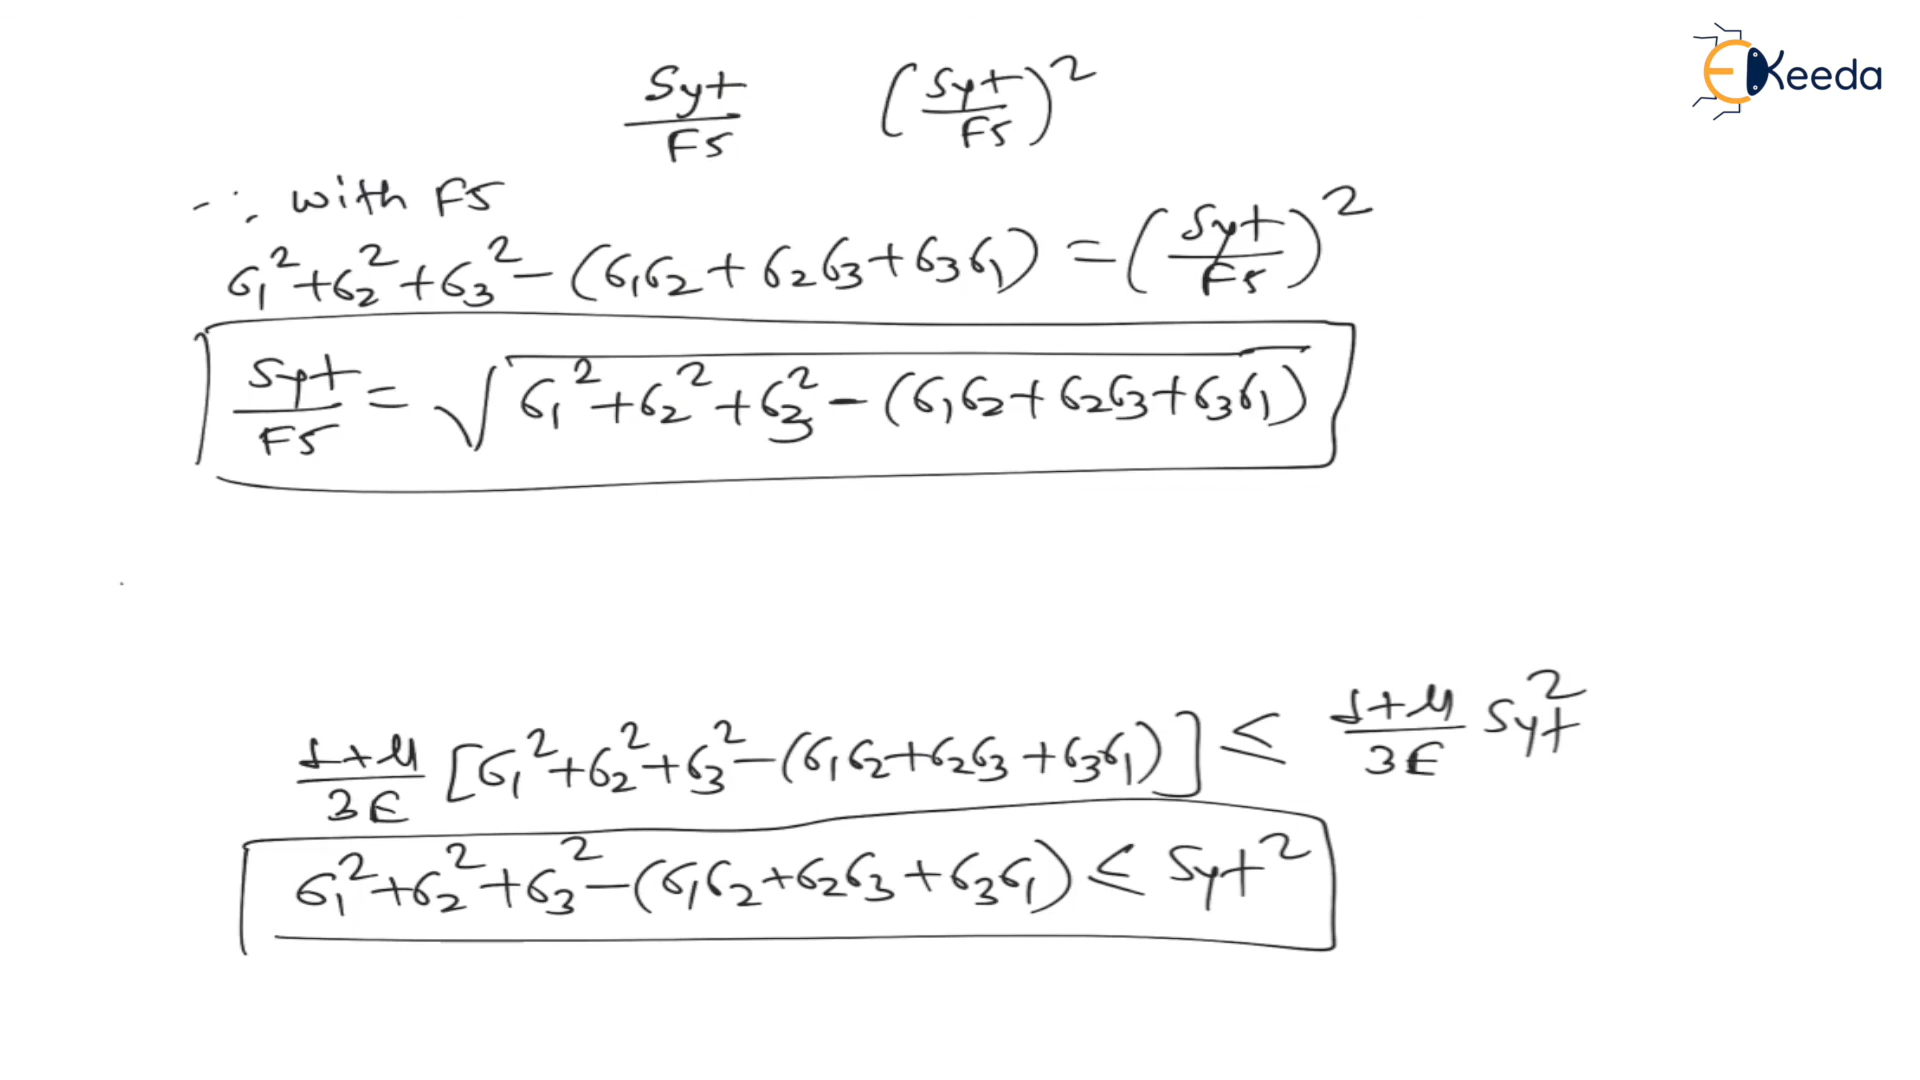 Syt/FS (Syt/FS)²
EKeeda
∴ with FS
σ₁²+σ₂²+σ₃²-(σ₁σ₂+σ₂σ₃+σ₃σ₁)=(Syt/FS)²
Syt/FS=√(σ₁²+σ₂²+σ₃²-(σ₁σ₂+σ₂σ₃+σ₃σ₁))
1+μ/3E [σ₁²+σ₂²+σ₃²-(σ₁σ₂+σ₂σ₃+σ₃σ₁)] ≤ 1+μ/3E Syt²
σ₁²+σ₂²+σ₃²-(σ₁σ₂+σ₂σ₃+σ₃σ₁) ≤ Syt²